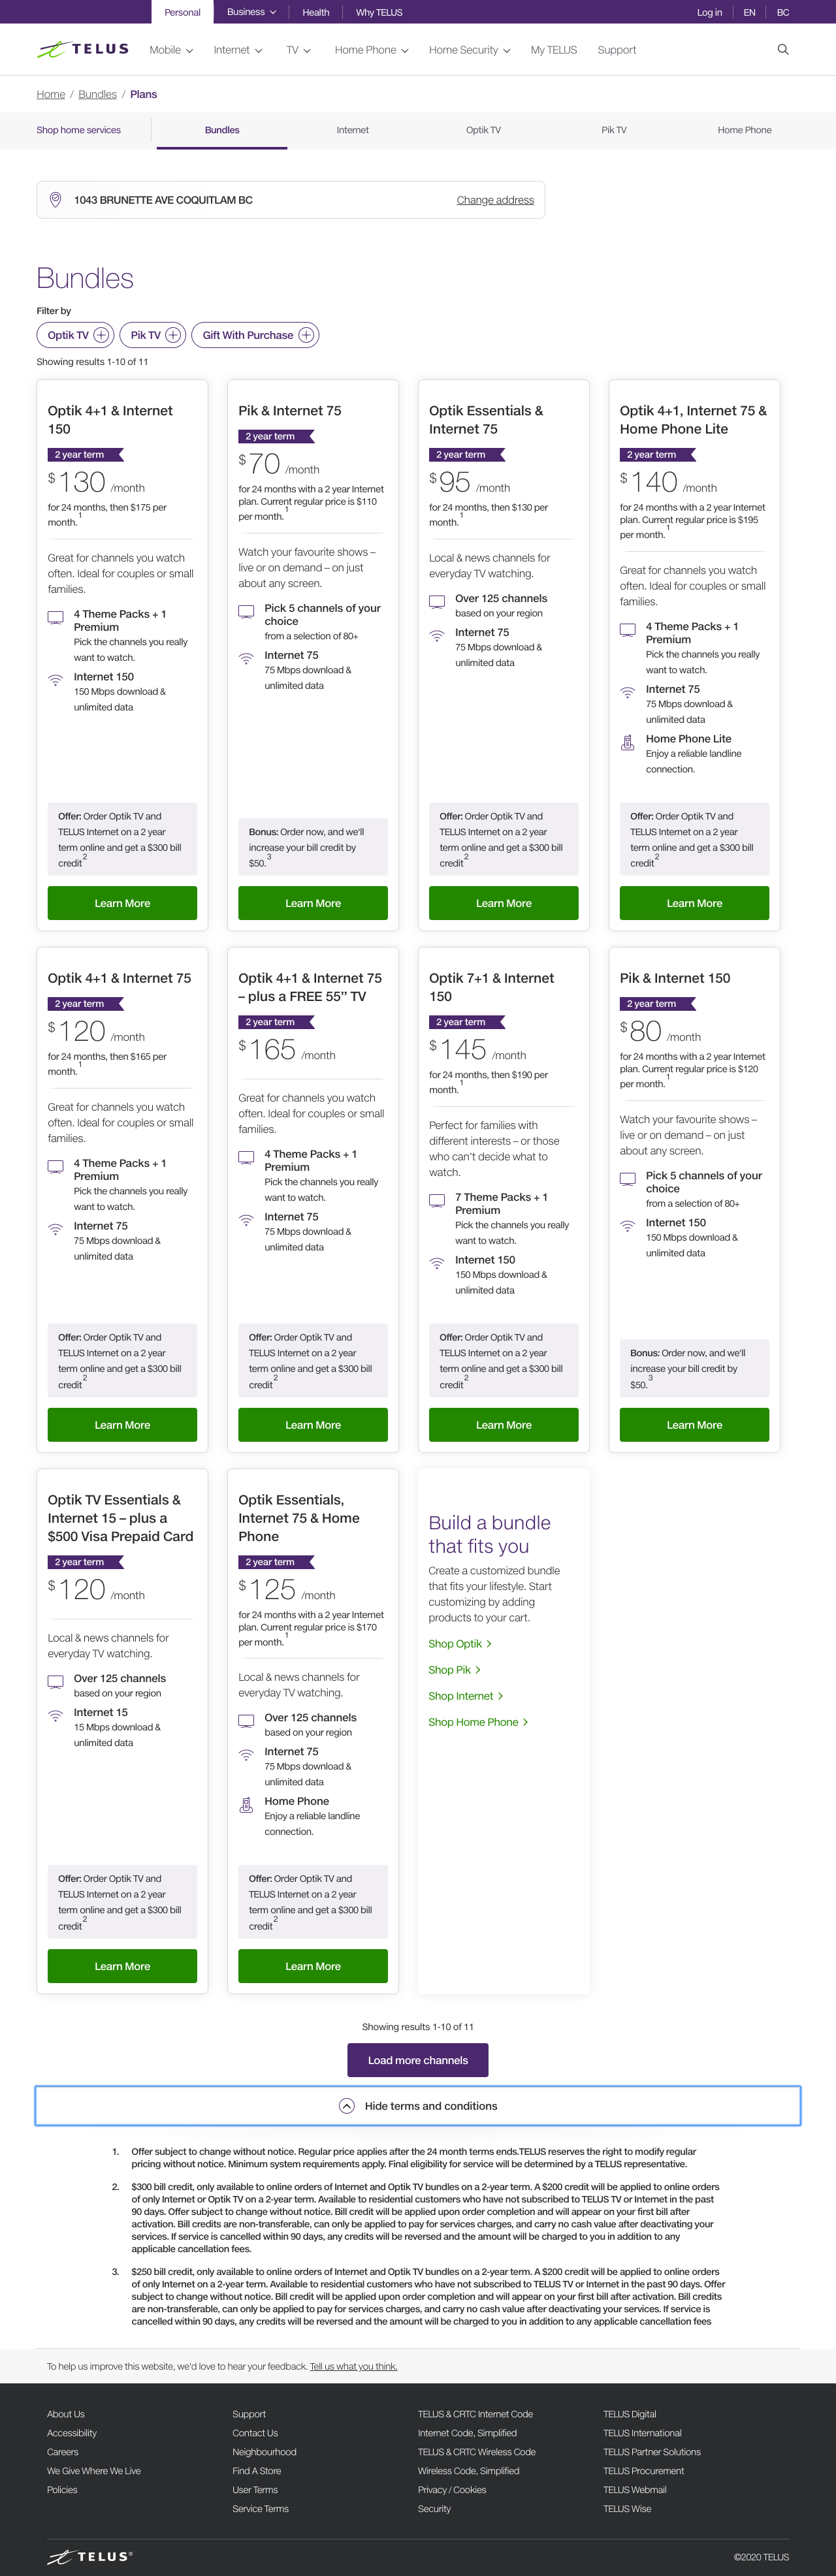 Personal Business Health Why TELUS Log in EN BC
TELUS Mobile Internet TV Home Phone Home Security My TELUS Support
Home / Bundles / Plans
Shop home services Bundles Internet Optik TV Pik TV Home Phone
1043 BRUNETTE AVE COQUITLAM BC Change address
Bundles
Filter by
Optik TV Pik TV Gift With Purchase
Showing results 1-10 of 11
Optik 4+1 & Internet
150
2 year term
$130 /month
for 24 months, then $175 per
month.1
Great for channels you watch
often. Ideal for couples or small
families.
4 Theme Packs + 1
Premium
Pick the channels you really
want to watch.
Internet 150
150 Mbps download &
unlimited data
Offer: Order Optik TV and
TELUS Internet on a 2 year
term online and get a $300 bill
credit2
Learn More
Pik & Internet 75
2 year term
$70 /month
for 24 months with a 2 year Internet
plan. Current regular price is $110
per month.1
Watch your favourite shows –
live or on demand – on just
about any screen.
Pick 5 channels of your
choice
from a selection of 80+
Internet 75
75 Mbps download &
unlimited data
Bonus: Order now, and we'll
increase your bill credit by
$50.3
Learn More
Optik Essentials &
Internet 75
2 year term
$95 /month
for 24 months, then $130 per
month.1
Local & news channels for
everyday TV watching.
Over 125 channels
based on your region
Internet 75
75 Mbps download &
unlimited data
Offer: Order Optik TV and
TELUS Internet on a 2 year
term online and get a $300 bill
credit2
Learn More
Optik 4+1, Internet 75 &
Home Phone Lite
2 year term
$140 /month
for 24 months with a 2 year Internet
plan. Current regular price is $195
per month.1
Great for channels you watch
often. Ideal for couples or small
families.
4 Theme Packs + 1
Premium
Pick the channels you really
want to watch.
Internet 75
75 Mbps download &
unlimited data
Home Phone Lite
Enjoy a reliable landline
connection.
Offer: Order Optik TV and
TELUS Internet on a 2 year
term online and get a $300 bill
credit2
Learn More
Optik 4+1 & Internet 75
2 year term
$120 /month
for 24 months, then $165 per
month.1
Great for channels you watch
often. Ideal for couples or small
families.
4 Theme Packs + 1
Premium
Pick the channels you really
want to watch.
Internet 75
75 Mbps download &
unlimited data
Offer: Order Optik TV and
TELUS Internet on a 2 year
term online and get a $300 bill
credit2
Learn More
Optik 4+1 & Internet 75
– plus a FREE 55” TV
2 year term
$165 /month
Great for channels you watch
often. Ideal for couples or small
families.
4 Theme Packs + 1
Premium
Pick the channels you really
want to watch.
Internet 75
75 Mbps download &
unlimited data
Offer: Order Optik TV and
TELUS Internet on a 2 year
term online and get a $300 bill
credit2
Learn More
Optik 7+1 & Internet
150
2 year term
$145 /month
for 24 months, then $190 per
month.1
Perfect for families with
different interests – or those
who can't decide what to
watch.
7 Theme Packs + 1
Premium
Pick the channels you really
want to watch.
Internet 150
150 Mbps download &
unlimited data
Offer: Order Optik TV and
TELUS Internet on a 2 year
term online and get a $300 bill
credit2
Learn More
Pik & Internet 150
2 year term
$80 /month
for 24 months with a 2 year Internet
plan. Current regular price is $120
per month.1
Watch your favourite shows –
live or on demand – on just
about any screen.
Pick 5 channels of your
choice
from a selection of 80+
Internet 150
150 Mbps download &
unlimited data
Bonus: Order now, and we'll
increase your bill credit by
$50.3
Learn More
Optik TV Essentials &
Internet 15 – plus a
$500 Visa Prepaid Card
2 year term
$120 /month
Local & news channels for
everyday TV watching.
Over 125 channels
based on your region
Internet 15
15 Mbps download &
unlimited data
Offer: Order Optik TV and
TELUS Internet on a 2 year
term online and get a $300 bill
credit2
Learn More
Optik Essentials,
Internet 75 & Home
Phone
2 year term
$125 /month
for 24 months with a 2 year Internet
plan. Current regular price is $170
per month.1
Local & news channels for
everyday TV watching.
Over 125 channels
based on your region
Internet 75
75 Mbps download &
unlimited data
Home Phone
Enjoy a reliable landline
connection.
Offer: Order Optik TV and
TELUS Internet on a 2 year
term online and get a $300 bill
credit2
Learn More
Build a bundle
that fits you
Create a customized bundle
that fits your lifestyle. Start
customizing by adding
products to your cart.
Shop Optik
Shop Pik
Shop Internet
Shop Home Phone
Showing results 1-10 of 11
Load more channels
Hide terms and conditions
1. Offer subject to change without notice. Regular price applies after the 24 month term ends.TELUS reserves the right to modify regular
pricing without notice. Minimum system requirements apply. Final eligibility for service will be determined by a TELUS representative.
2. $300 bill credit, only available to online orders of Internet and Optik TV bundles on a 2-year term. A $200 credit will be applied to online orders
of only Internet or Optik TV on a 2-year term. Available to residential customers who have not subscribed to TELUS TV or Internet in the past
90 days. Offer subject to change without notice. Bill credit will be applied upon order completion and will appear on your first bill after
activation. Bill credits are non-transferable, can only be applied to pay for services charges, and carry no cash value after deactivating your
services. If service is cancelled within 90 days, any credits will be reversed and the amount will be charged to you in addition to any
applicable cancellation fees.
3. $250 bill credit, only available to online orders of Internet and Optik TV bundles on a 2-year term. A $200 credit will be applied to online orders
of only Internet on a 2-year term. Available to residential customers who have not subscribed to TELUS TV or Internet in the past 90 days. Offer
subject to change without notice. Bill credit will be applied upon order completion and will appear on your first bill after activation. Bill credits
are non-transferable, can only be applied to pay for services charges, and carry no cash value after deactivating your services. If service is
cancelled within 90 days, any credits will be reversed and the amount will be charged to you in addition to any applicable cancellation fees
To help us improve this website, we'd love to hear your feedback. Tell us what you think.
About Us Support TELUS & CRTC Internet Code TELUS Digital
Accessibility Contact Us Internet Code, Simplified TELUS International
Careers Neighbourhood TELUS & CRTC Wireless Code TELUS Partner Solutions
We Give Where We Live Find A Store Wireless Code, Simplified TELUS Procurement
Policies User Terms Privacy / Cookies TELUS Webmail
Service Terms Security TELUS Wise
TELUS® ©2020 TELUS